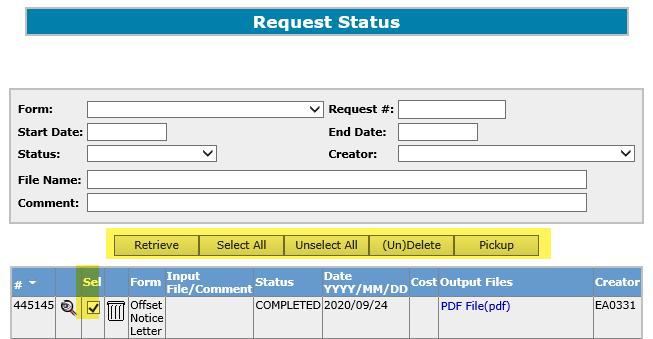 Request Status
Form: Request #:
Start Date: End Date:
Status: Creator:
File Name:
Comment:
Retrieve Select All Unselect All (Un)Delete Pickup
# Sel Form Input File/Comment Status Date YYYY/MM/DD Cost Output Files Creator
445145 Offset Notice Letter COMPLETED 2020/09/24 PDF File(pdf) EA0331